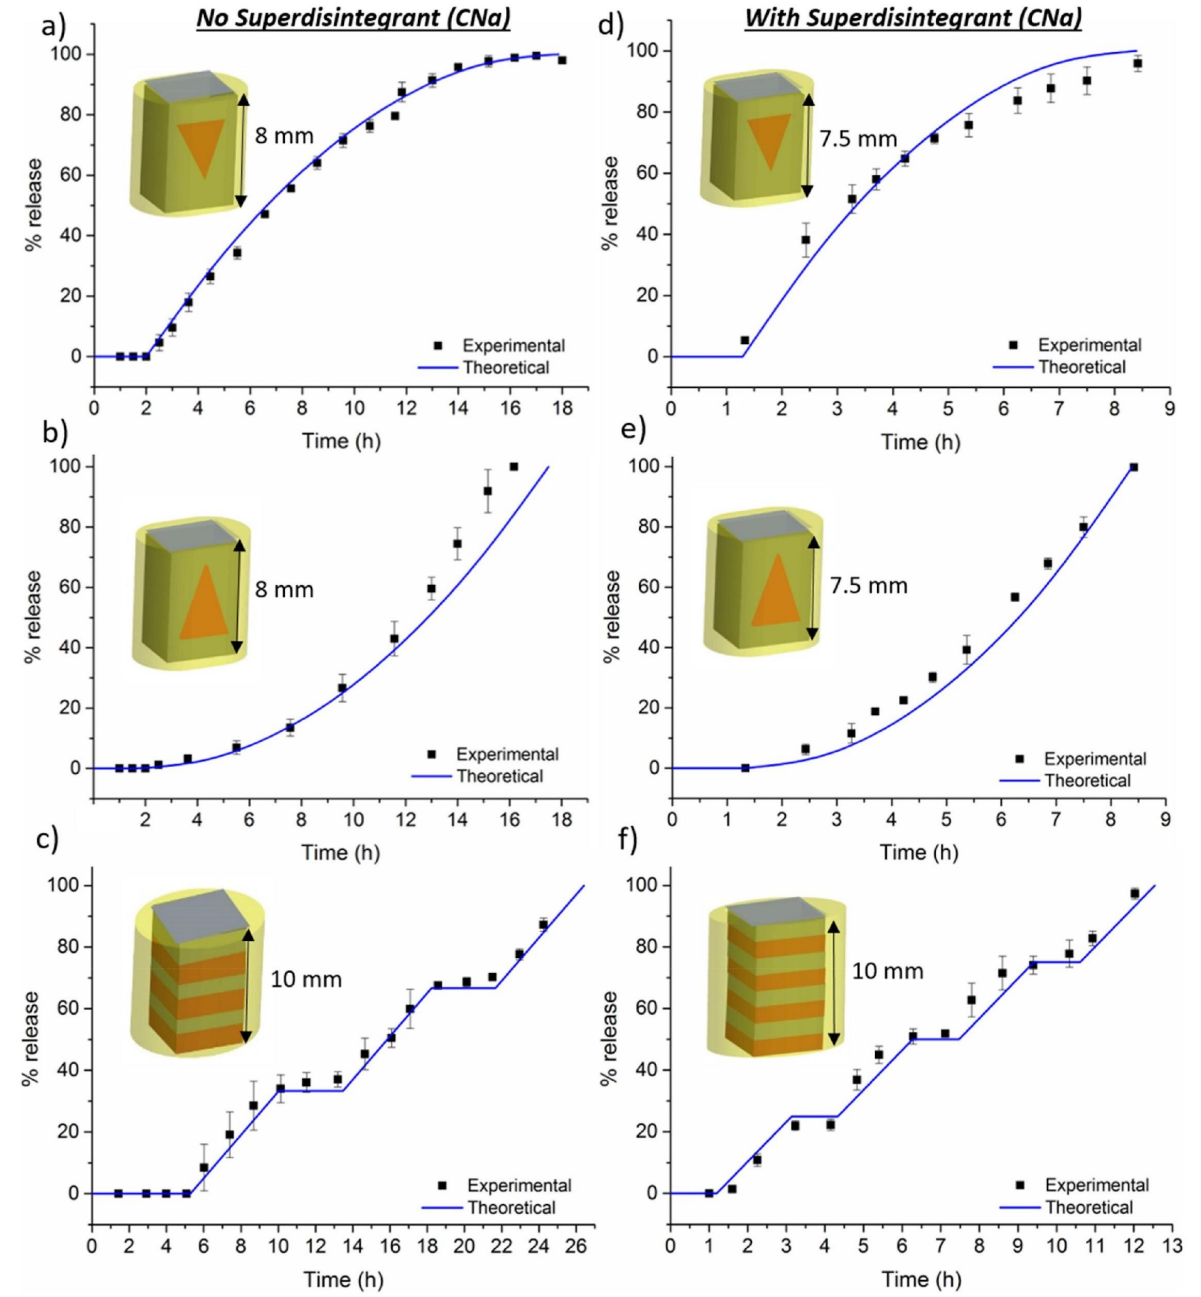 No Superdisintegrant (CNa)
With Superdisintegrant (CNa)
a)
% release
100
80
60
40
20
0
8 mm
Experimental
Theoretical
0 2 4 6 8 10 12 14 16 18
Time (h)
d)
% release
100
80
60
40
20
0
7.5 mm
Experimental
Theoretical
0 1 2 3 4 5 6 7 8 9
Time (h)
b)
% release
100
80
60
40
20
0
8 mm
Experimental
Theoretical
2 4 6 8 10 12 14 16 18
Time (h)
e)
% release
100
80
60
40
20
0
7.5 mm
Experimental
Theoretical
0 1 2 3 4 5 6 7 8 9
Time (h)
c)
% release
100
80
60
40
20
0
10 mm
Experimental
Theoretical
0 2 4 6 8 10 12 14 16 18 20 22 24 26
Time (h)
f)
% release
100
80
60
40
20
0
10 mm
Experimental
Theoretical
0 1 2 3 4 5 6 7 8 9 10 11 12 13
Time (h)